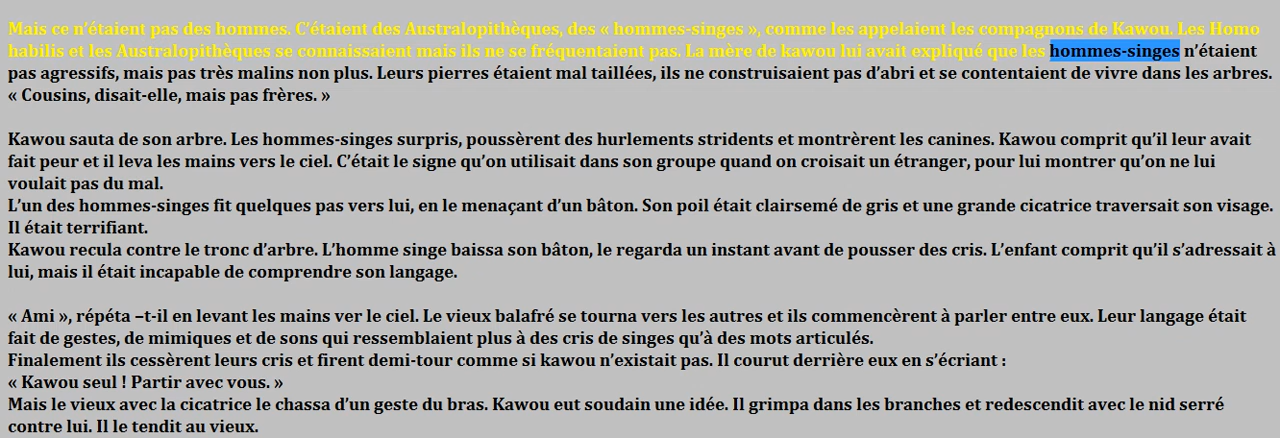 Mais ce n’étaient pas des hommes. C’étaient des Australopithèques, des « hommes-singes », comme les appelaient les compagnons de Kawou. Les Homo
habilis et les Australopithèques se connaissaient mais ils ne se fréquentaient pas. La mère de kawou lui avait expliqué que les hommes-singes n’étaient
pas agressifs, mais pas très malins non plus. Leurs pierres étaient mal taillées, ils ne construisaient pas d’abri et se contentaient de vivre dans les arbres.
« Cousins, disait-elle, mais pas frères. »
Kawou sauta de son arbre. Les hommes-singes surpris, poussèrent des hurlements stridents et montrèrent les canines. Kawou comprit qu’il leur avait
fait peur et il leva les mains vers le ciel. C’était le signe qu’on utilisait dans son groupe quand on croisait un étranger, pour lui montrer qu’on ne lui
voulait pas du mal.
L’un des hommes-singes fit quelques pas vers lui, en le menaçant d’un bâton. Son poil était clairsemé de gris et une grande cicatrice traversait son visage.
Il était terrifiant.
Kawou recula contre le tronc d’arbre. L’homme singe baissa son bâton, le regarda un instant avant de pousser des cris. L’enfant comprit qu’il s’adressait à
lui, mais il était incapable de comprendre son langage.
« Ami », répéta –t-il en levant les mains ver le ciel. Le vieux balafré se tourna vers les autres et ils commencèrent à parler entre eux. Leur langage était
fait de gestes, de mimiques et de sons qui ressemblaient plus à des cris de singes qu’à des mots articulés.
Finalement ils cessèrent leurs cris et firent demi-tour comme si kawou n’existait pas. Il courut derrière eux en s’écriant :
« Kawou seul ! Partir avec vous. »
Mais le vieux avec la cicatrice le chassa d’un geste du bras. Kawou eut soudain une idée. Il grimpa dans les branches et redescendit avec le nid serré
contre lui. Il le tendit au vieux.